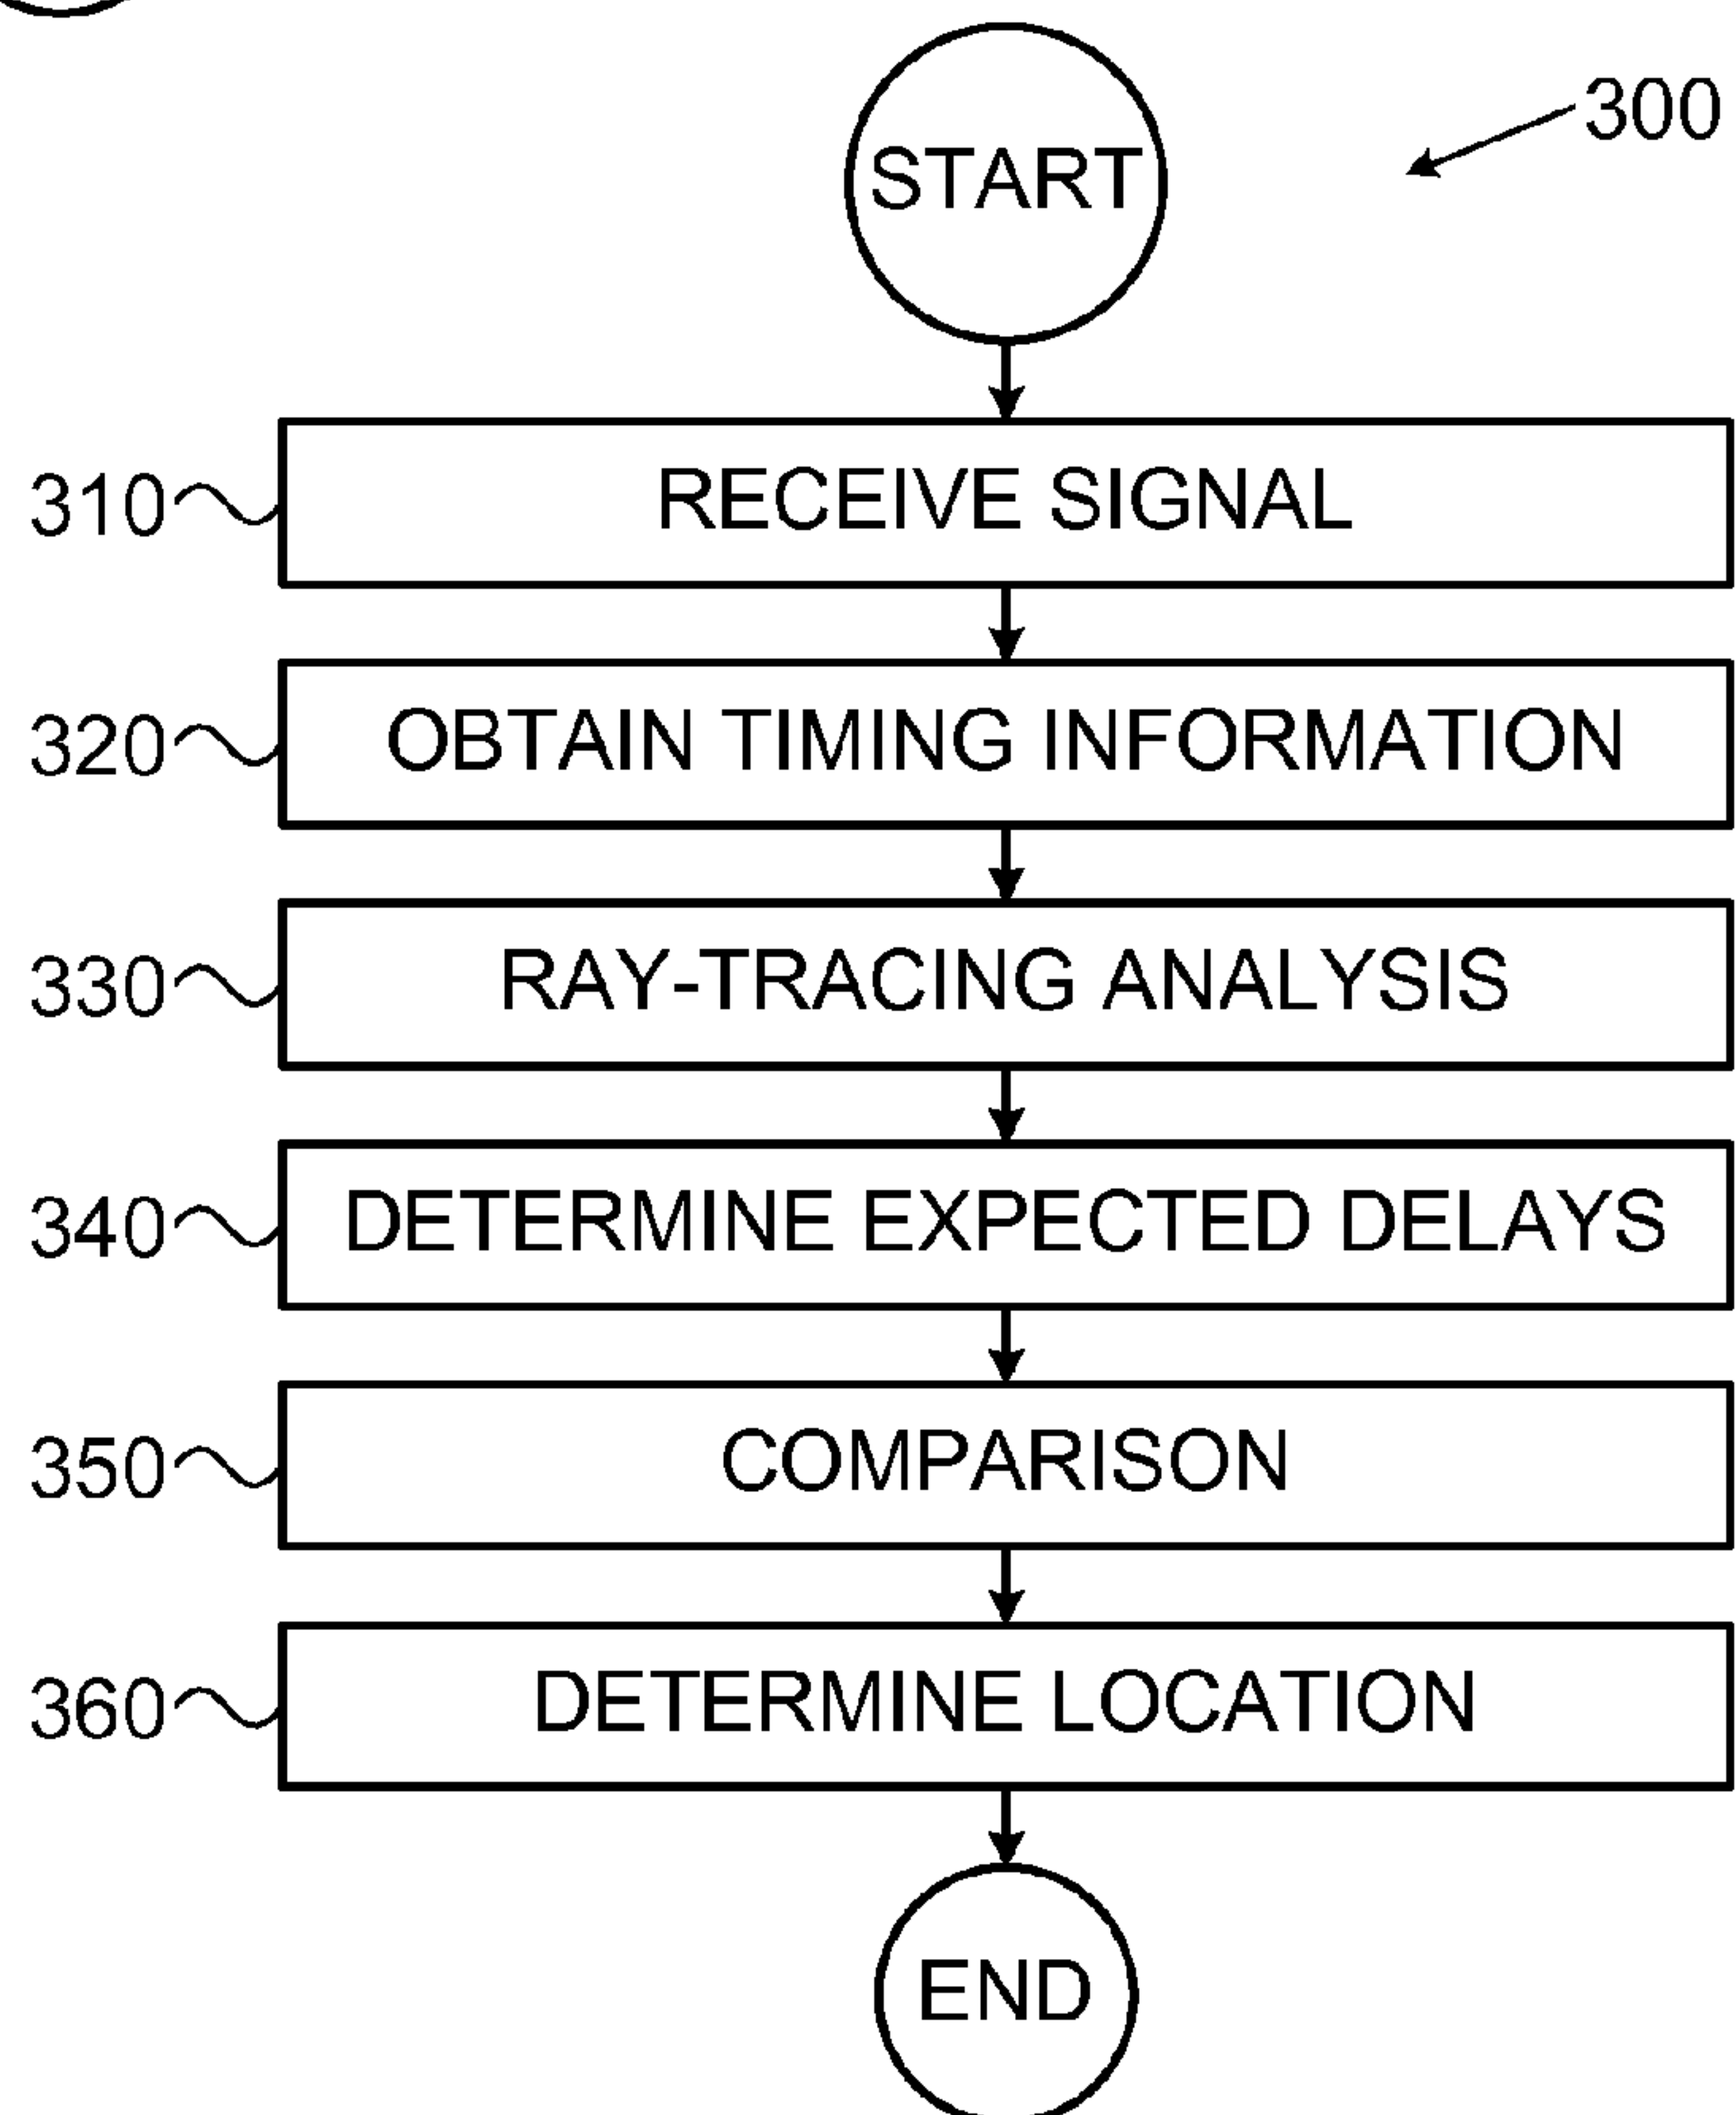 START
300
310 RECEIVE SIGNAL
320 OBTAIN TIMING INFORMATION
330 RAY-TRACING ANALYSIS
340 DETERMINE EXPECTED DELAYS
350 COMPARISON
360 DETERMINE LOCATION
END